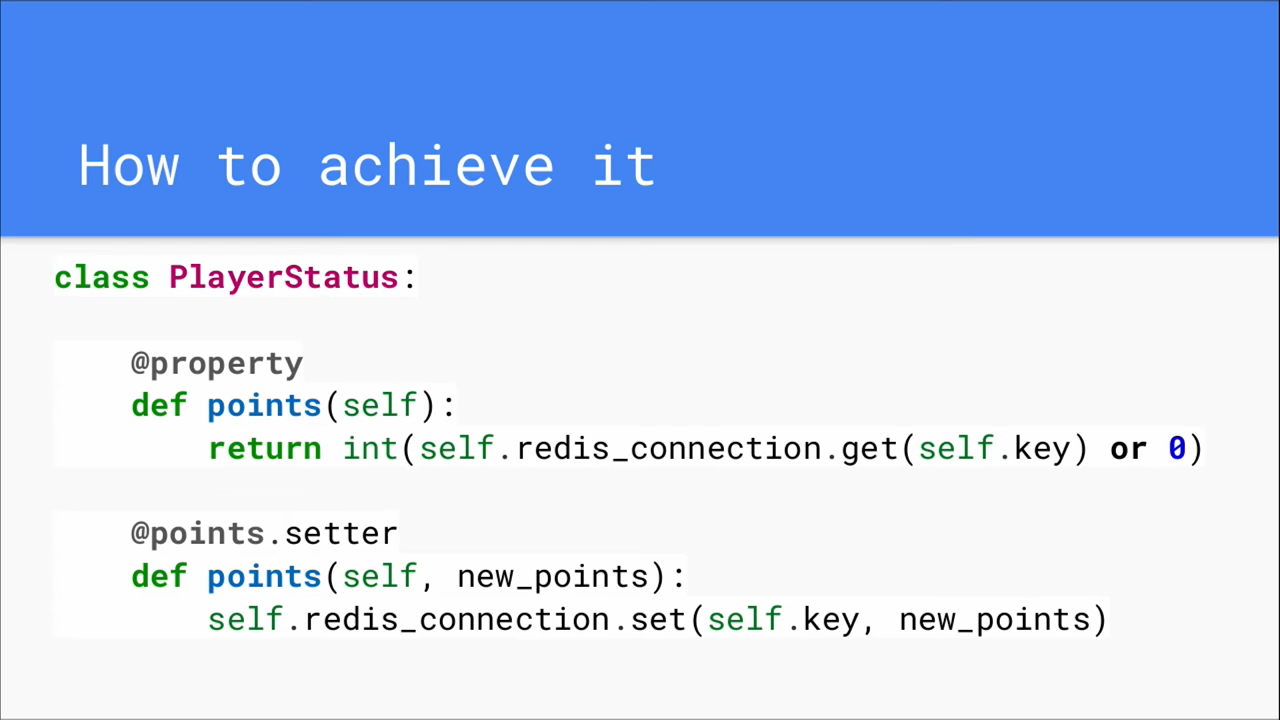 How to achieve it
class PlayerStatus:
@property
def points(self):
return int(self.redis_connection.get(self.key) or 0)
@points.setter
def points(self, new_points):
self.redis_connection.set(self.key, new_points)